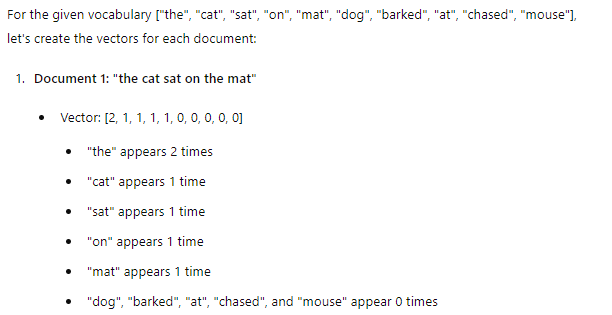 For the given vocabulary ["the", "cat", "sat", "on", "mat", "dog", "barked", "at", "chased", "mouse"],
let's create the vectors for each document:
1. Document 1: "the cat sat on the mat"
• Vector: [2, 1, 1, 1, 1, 0, 0, 0, 0, 0]
• "the" appears 2 times
• "cat" appears 1 time
• "sat" appears 1 time
• "on" appears 1 time
• "mat" appears 1 time
• "dog", "barked", "at", "chased", and "mouse" appear 0 times